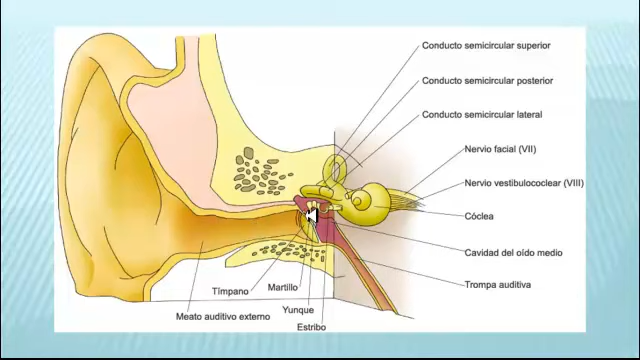 Conducto semicircular superior
Conducto semicircular posterior
Conducto semicircular lateral
Nervio facial (VII)
Nervio vestibulococlear (VIII)
Cóclea
Cavidad del oído medio
Trompa auditiva
Tímpano
Martillo
Yunque
Meato auditivo externo
Estribo